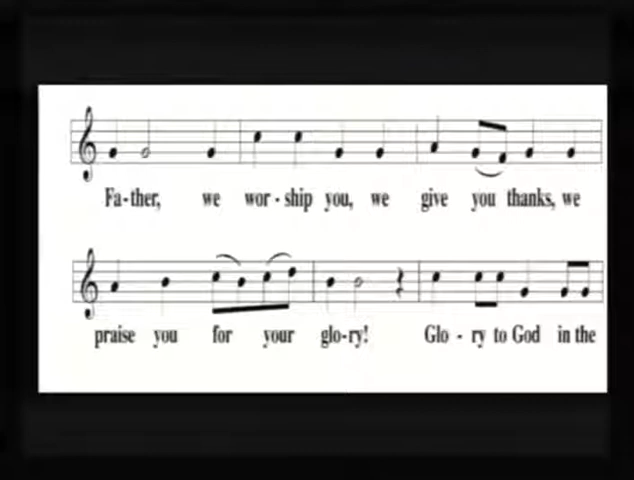 Fa-ther, we wor-ship you, we give you thanks, we
praise you for your glo-ry! Glo-ry to God in the